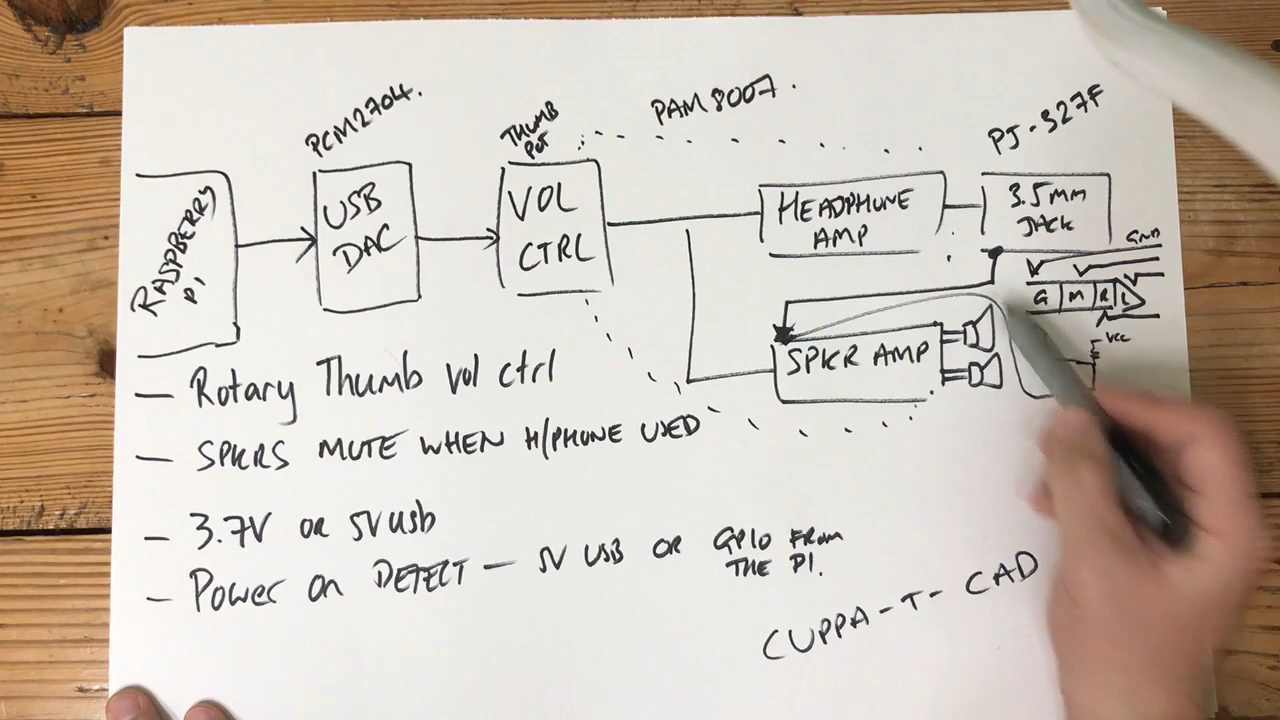 PCM2704.
THUMB
POT
PAM8007.
PJ-327F
RASPBERRY
PI
USB
DAC
VOL
CTRL
HEADPHONE
AMP
3.5mm
JACK
GND
G M R L
VCC
SPKR AMP
— Rotary Thumb vol ctrl
— SPKRS MUTE WHEN H/PHONE USED
— 3.7V OR 5V usb
— Power on DETECT — 5V USB OR GPIO FROM
THE PI.
CUPPA-T-CAD